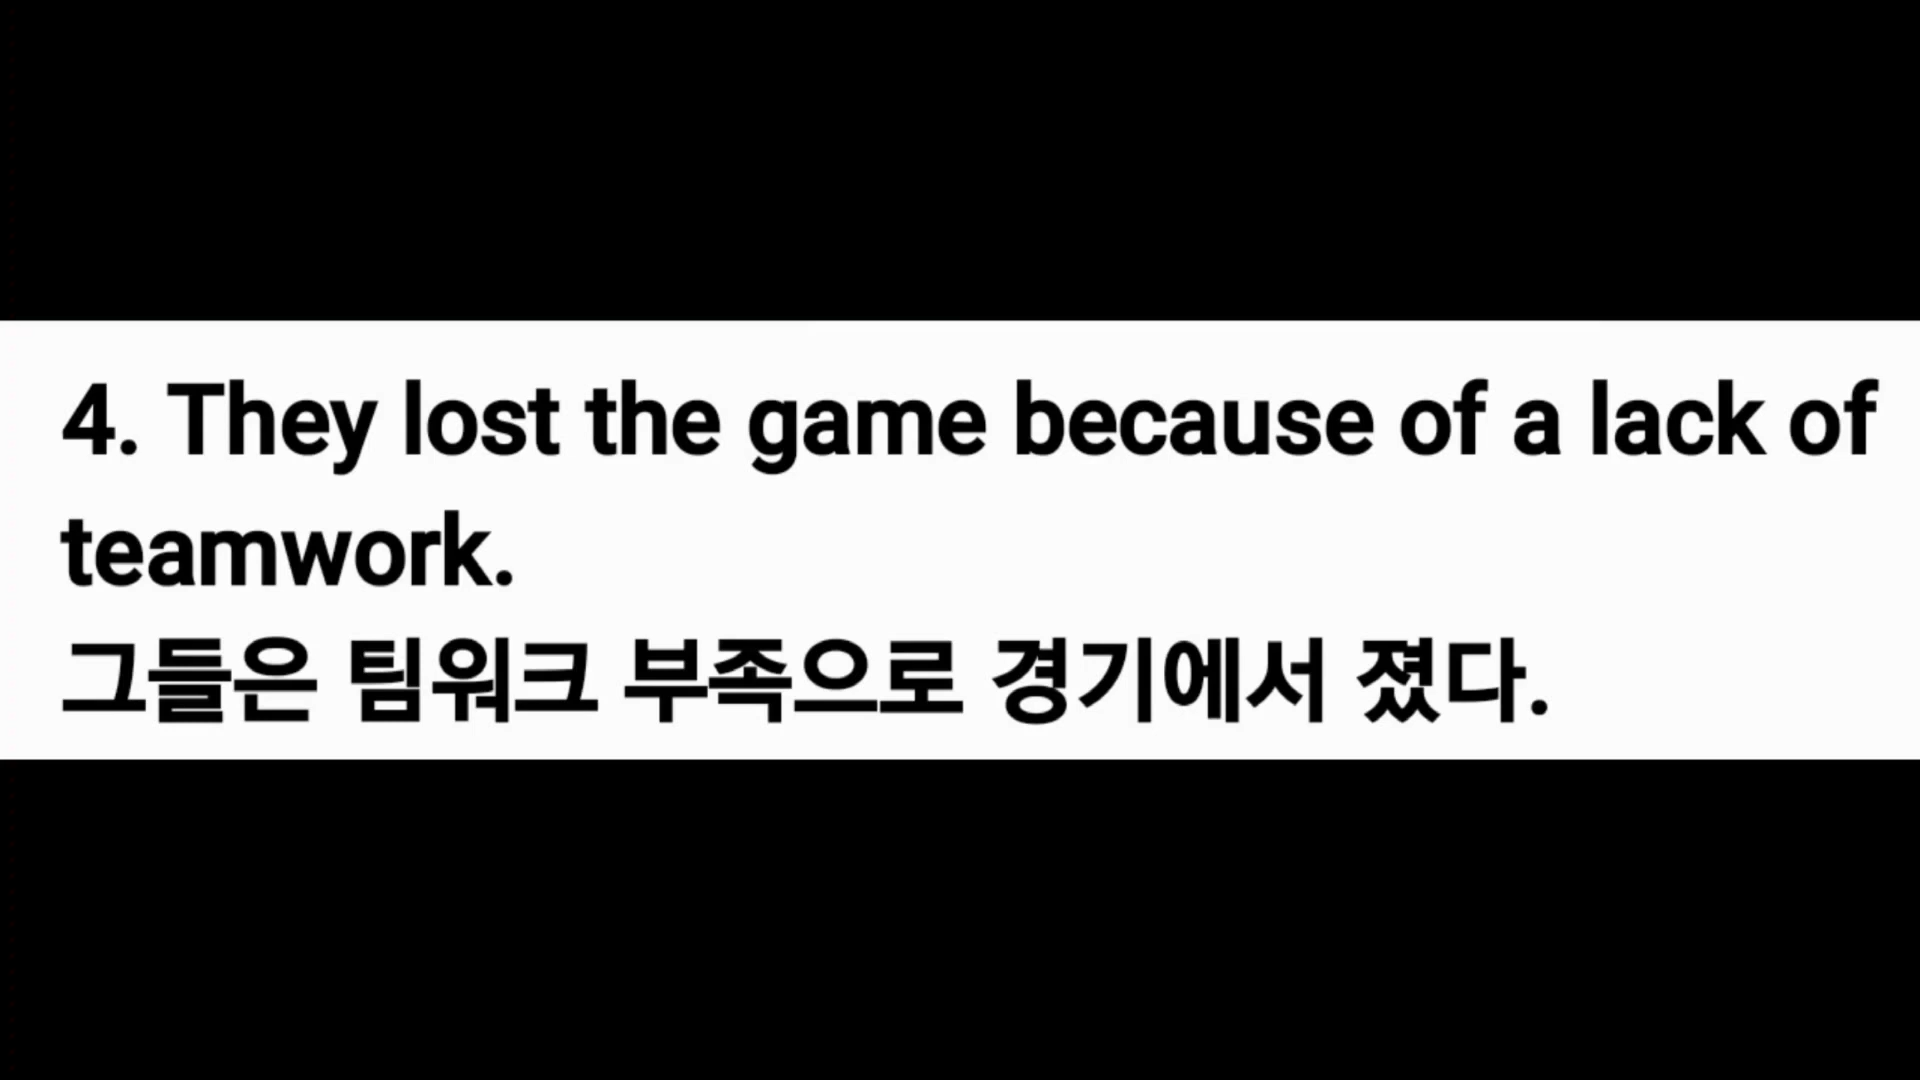 4. They lost the game because of a lack of
teamwork.
그들은 팀워크 부족으로 경기에서 졌다.